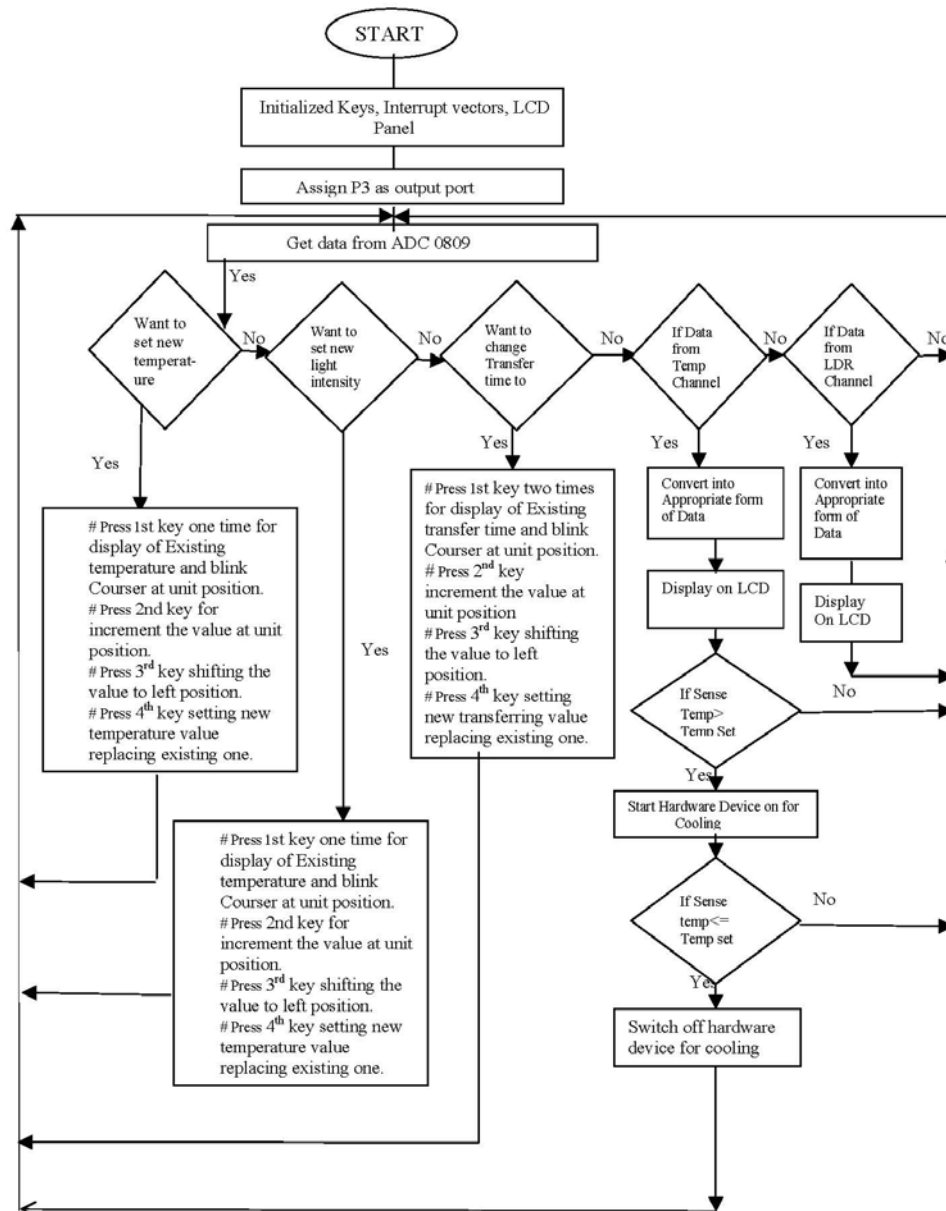 START
Initialized Keys, Interrupt vectors, LCD
Panel
Assign P3 as output port
Get data from ADC 0809
Yes
Want to
set new
temperat-
ure
No
Want to
set new
light
intensity
No
Want to
change
Transfer
time to
No
If Data
from
Temp
Channel
No
If Data
from
LDR
Channel
No
Yes
# Press 1st key one time for
display of Existing
temperature and blink
Courser at unit position.
# Press 2nd key for
increment the value at unit
position.
# Press 3rd key shifting the
value to left position.
# Press 4th key setting new
temperature value
replacing existing one.
Yes
# Press 1st key one time for
display of Existing
temperature and blink
Courser at unit position.
# Press 2nd key for
increment the value at unit
position.
# Press 3rd key shifting the
value to left position.
# Press 4th key setting new
temperature value
replacing existing one.
Yes
# Press 1st key two times
for display of Existing
transfer time and blink
Courser at unit position.
# Press 2nd key
increment the value at
unit position
# Press 3rd key shifting
the value to left
position.
# Press 4th key setting
new transferring value
replacing existing one.
Yes
Convert into
Appropriate form
of Data
Display on LCD
If Sense
Temp>
Temp Set
No
Yes
Start Hardware Device on for
Cooling
If Sense
temp<=
Temp set
No
Yes
Switch off hardware
device for cooling
Yes
Convert into
Appropriate
form of
Data
Display
On LCD